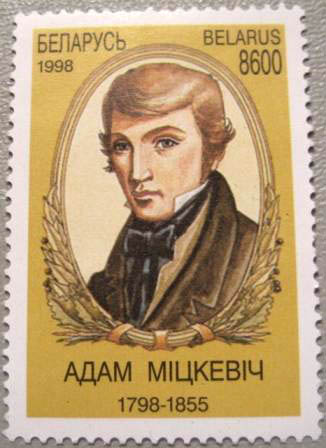 БЕЛАРУСЬ BELARUS
1998 8600
АДАМ МІЦКЕВІЧ
1798-1855